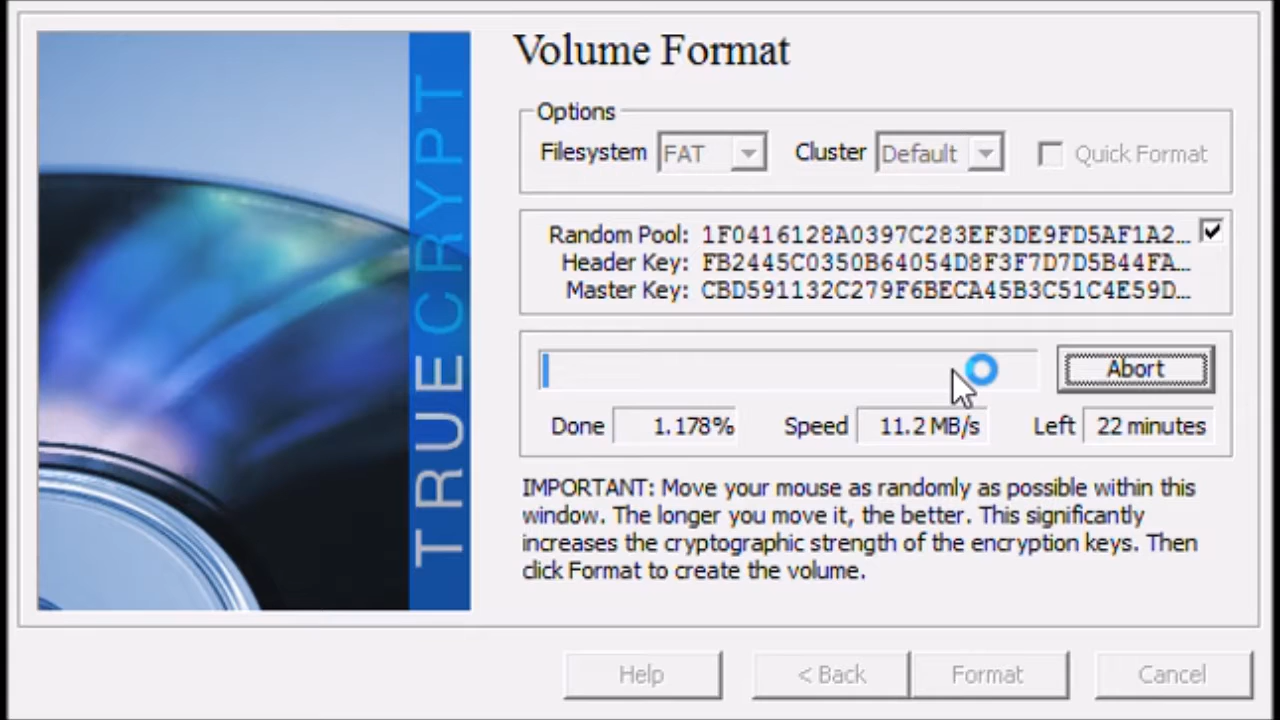 Volume Format
Options
Filesystem FAT Cluster Default Quick Format
Random Pool: 1F0416128A0397C283EF3DE9FD5AF1A2...
Header Key: FB2445C0350B64054D8F3F7D7D5B44FA...
Master Key: CBD591132C279F6BECA45B3C51C4E59D...
Abort
Done 1.178% Speed 11.2 MB/s Left 22 minutes
IMPORTANT: Move your mouse as randomly as possible within this
window. The longer you move it, the better. This significantly
increases the cryptographic strength of the encryption keys. Then
click Format to create the volume.
TRUECRYPT
Help < Back Format Cancel